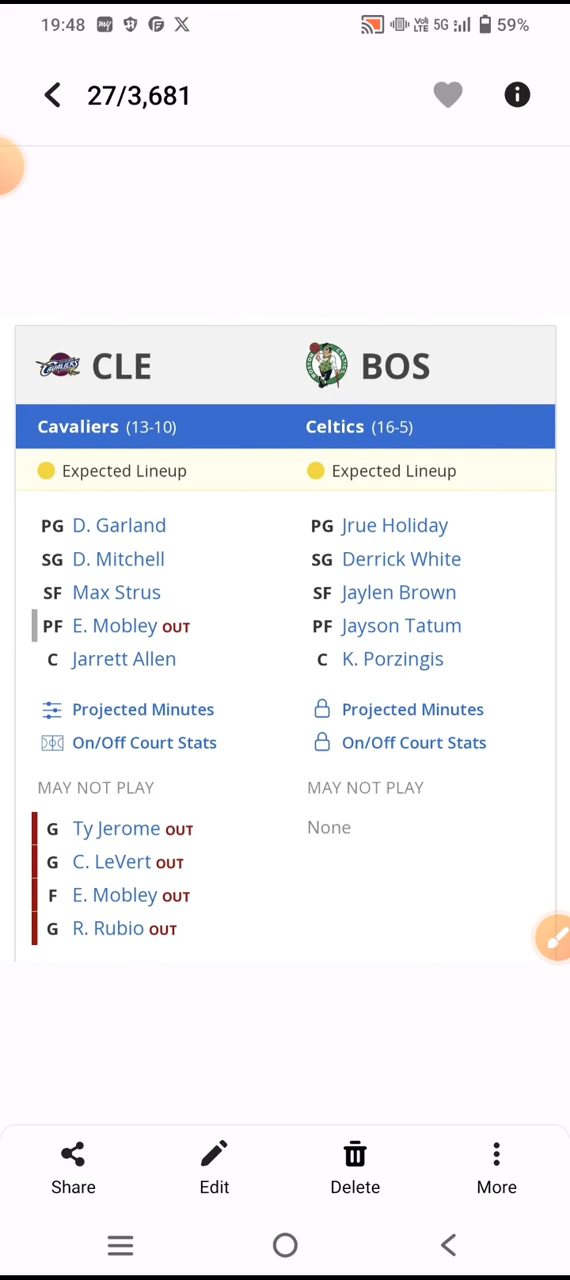 19:48 Vo) LTE 5G 59%
27/3,681
CLE BOS
Cavaliers (13-10) Celtics (16-5)
Expected Lineup Expected Lineup
PG D. Garland PG Jrue Holiday
SG D. Mitchell SG Derrick White
SF Max Strus SF Jaylen Brown
PF E. Mobley OUT PF Jayson Tatum
C Jarrett Allen C K. Porzingis
Projected Minutes Projected Minutes
On/Off Court Stats On/Off Court Stats
MAY NOT PLAY MAY NOT PLAY
G Ty Jerome OUT None
G C. LeVert OUT
F E. Mobley OUT
G R. Rubio OUT
Share Edit Delete More